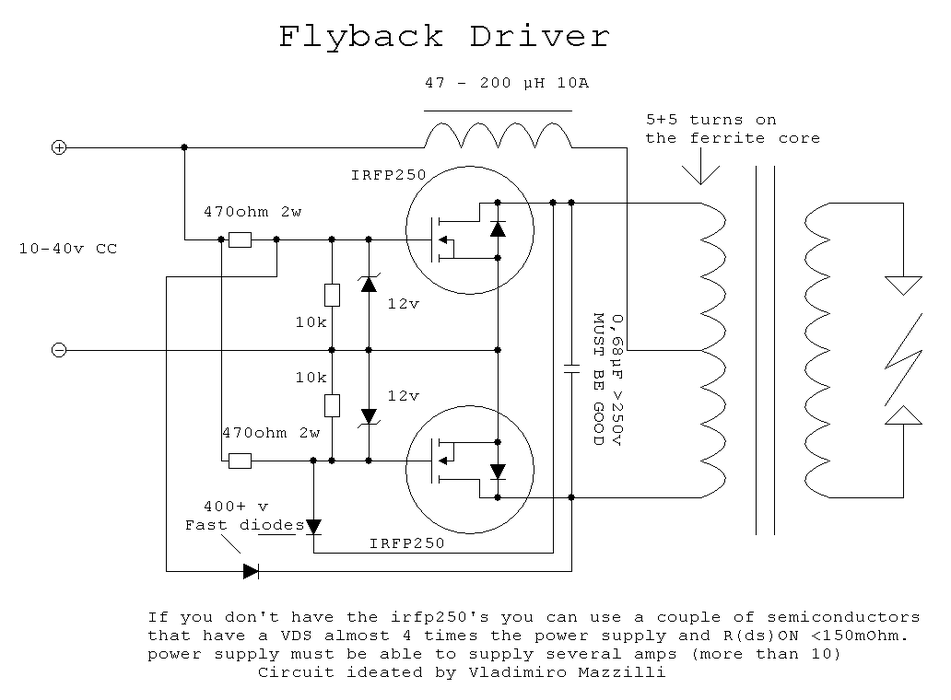 Flyback Driver
47 - 200 µH 10A
5+5 turns on
the ferrite core
IRFP250
470ohm 2w
10-40v CC
12v
10k
0,68µF >250v
MUST BE GOOD
10k
12v
470ohm 2w
400+ v
Fast diodes
IRFP250
If you don't have the irfp250's you can use a couple of semiconductors
that have a VDS almost 4 times the power supply and R(ds)ON <150mOhm.
power supply must be able to supply several amps (more than 10)
Circuit ideated by Vladimiro Mazzilli